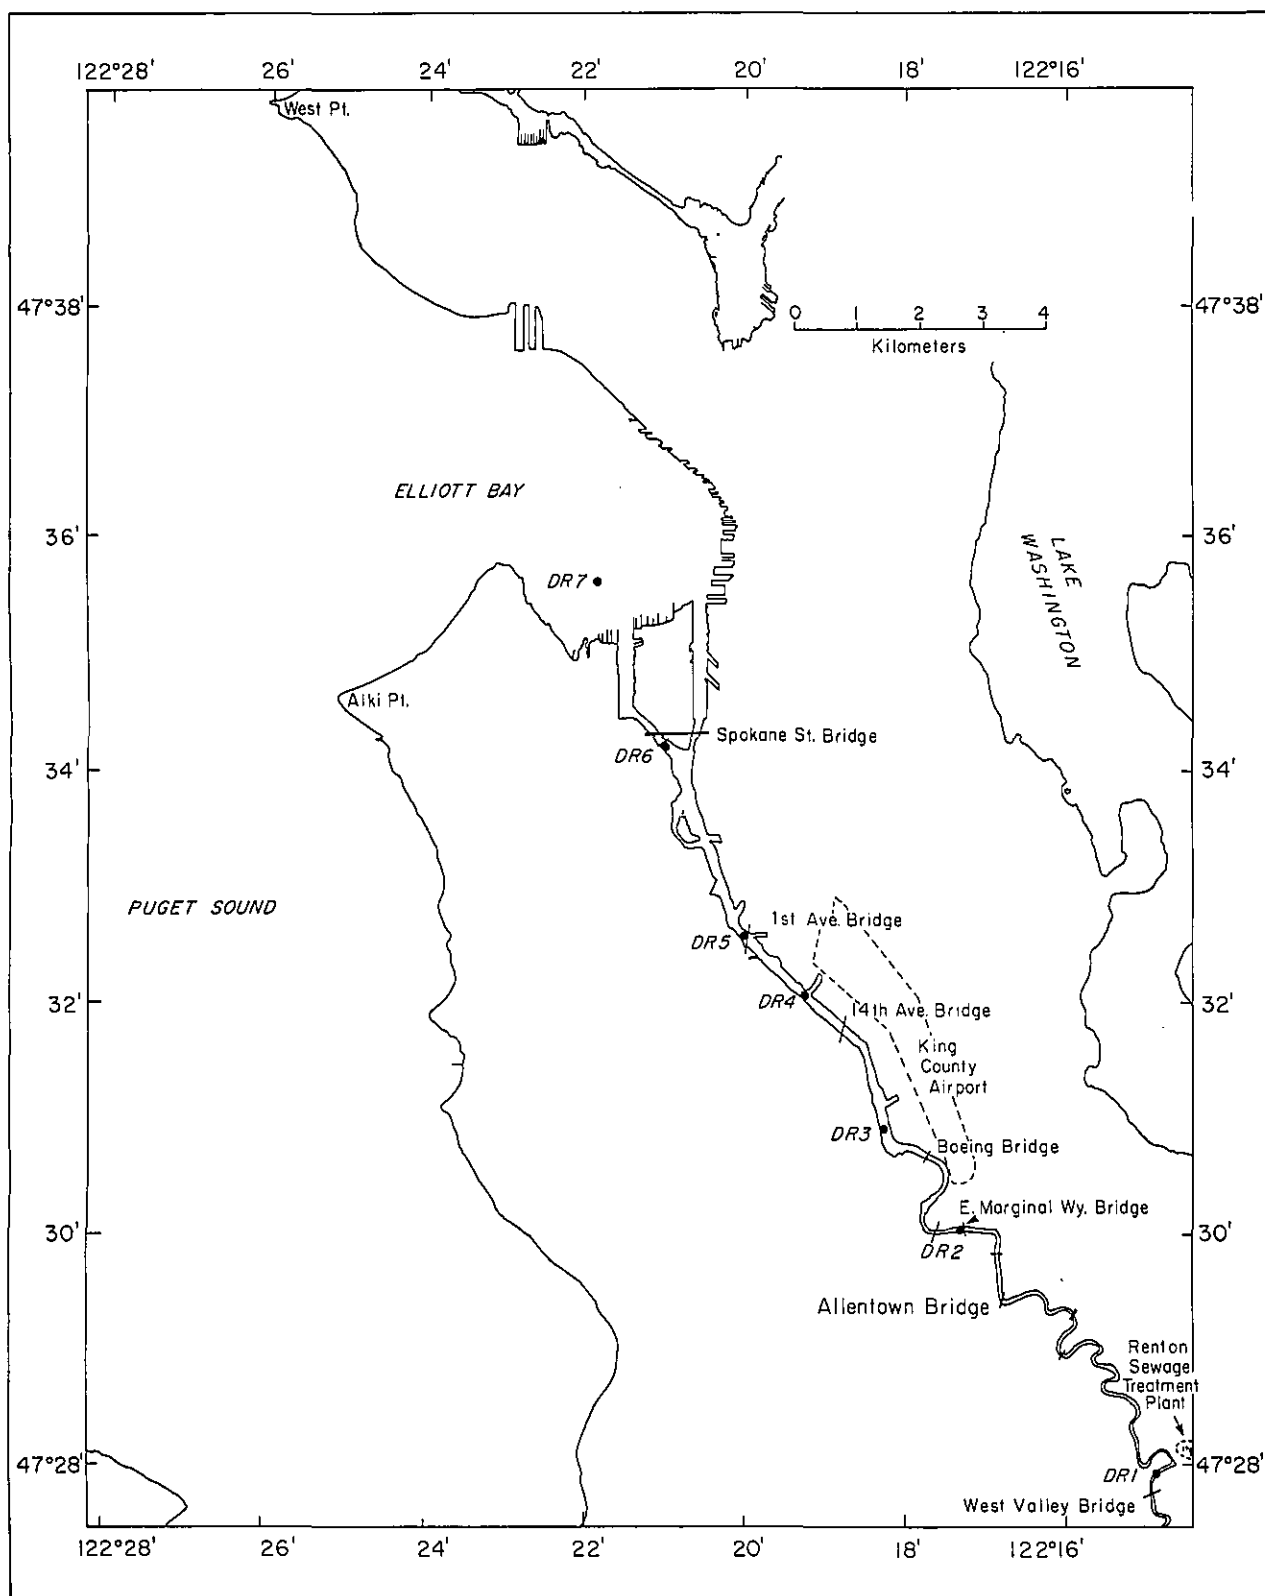 122°28' 26' 24' 22' 20' 18' 122°16'
West Pt.
47°38' 47°38'
0 1 2 3 4
Kilometers
ELLIOTT BAY
36' 36'
LAKE
WASHINGTON
DR7
Alki Pt.
Spokane St. Bridge
DR6
34' 34'
PUGET SOUND
1st Ave. Bridge
DR5
DR4
32' 32'
14th Ave. Bridge
King
County
Airport
DR3
Boeing Bridge
E. Marginal Wy. Bridge
30' 30'
DR2
Allentown Bridge
Renton
Sewage
Treatment
Plant
47°28' 47°28'
DR1
West Valley Bridge
122°28' 26' 24' 22' 20' 18' 122°16'